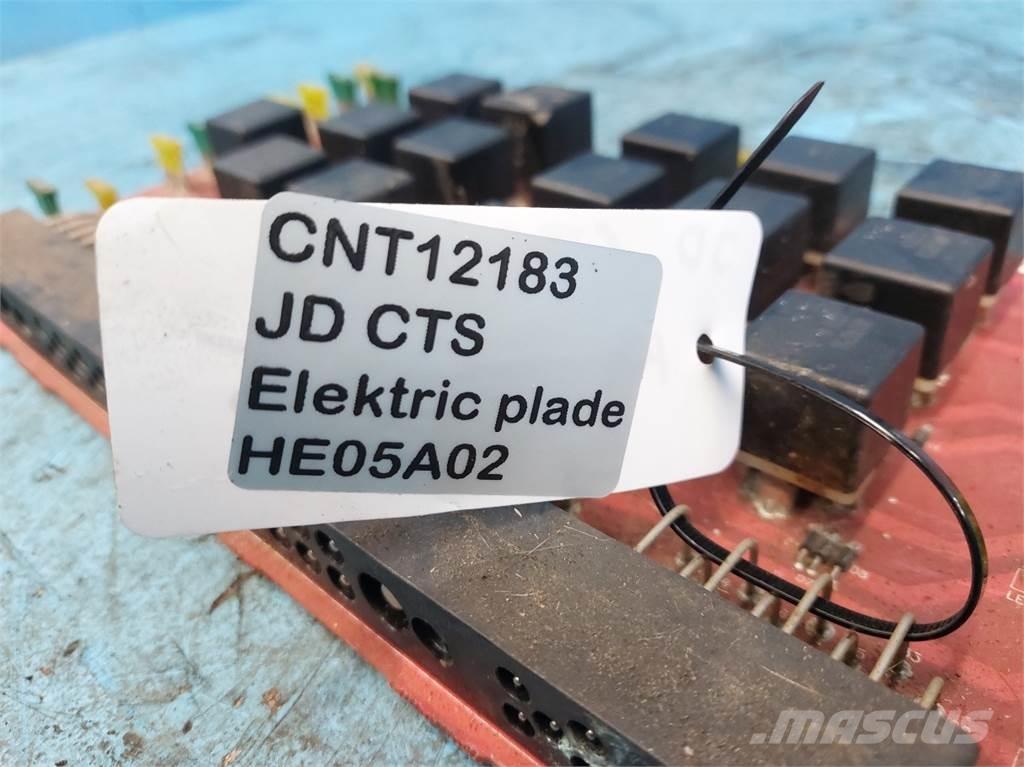 CNT12183
JD CTS
Elektric plade
HE05A02
MASCUS